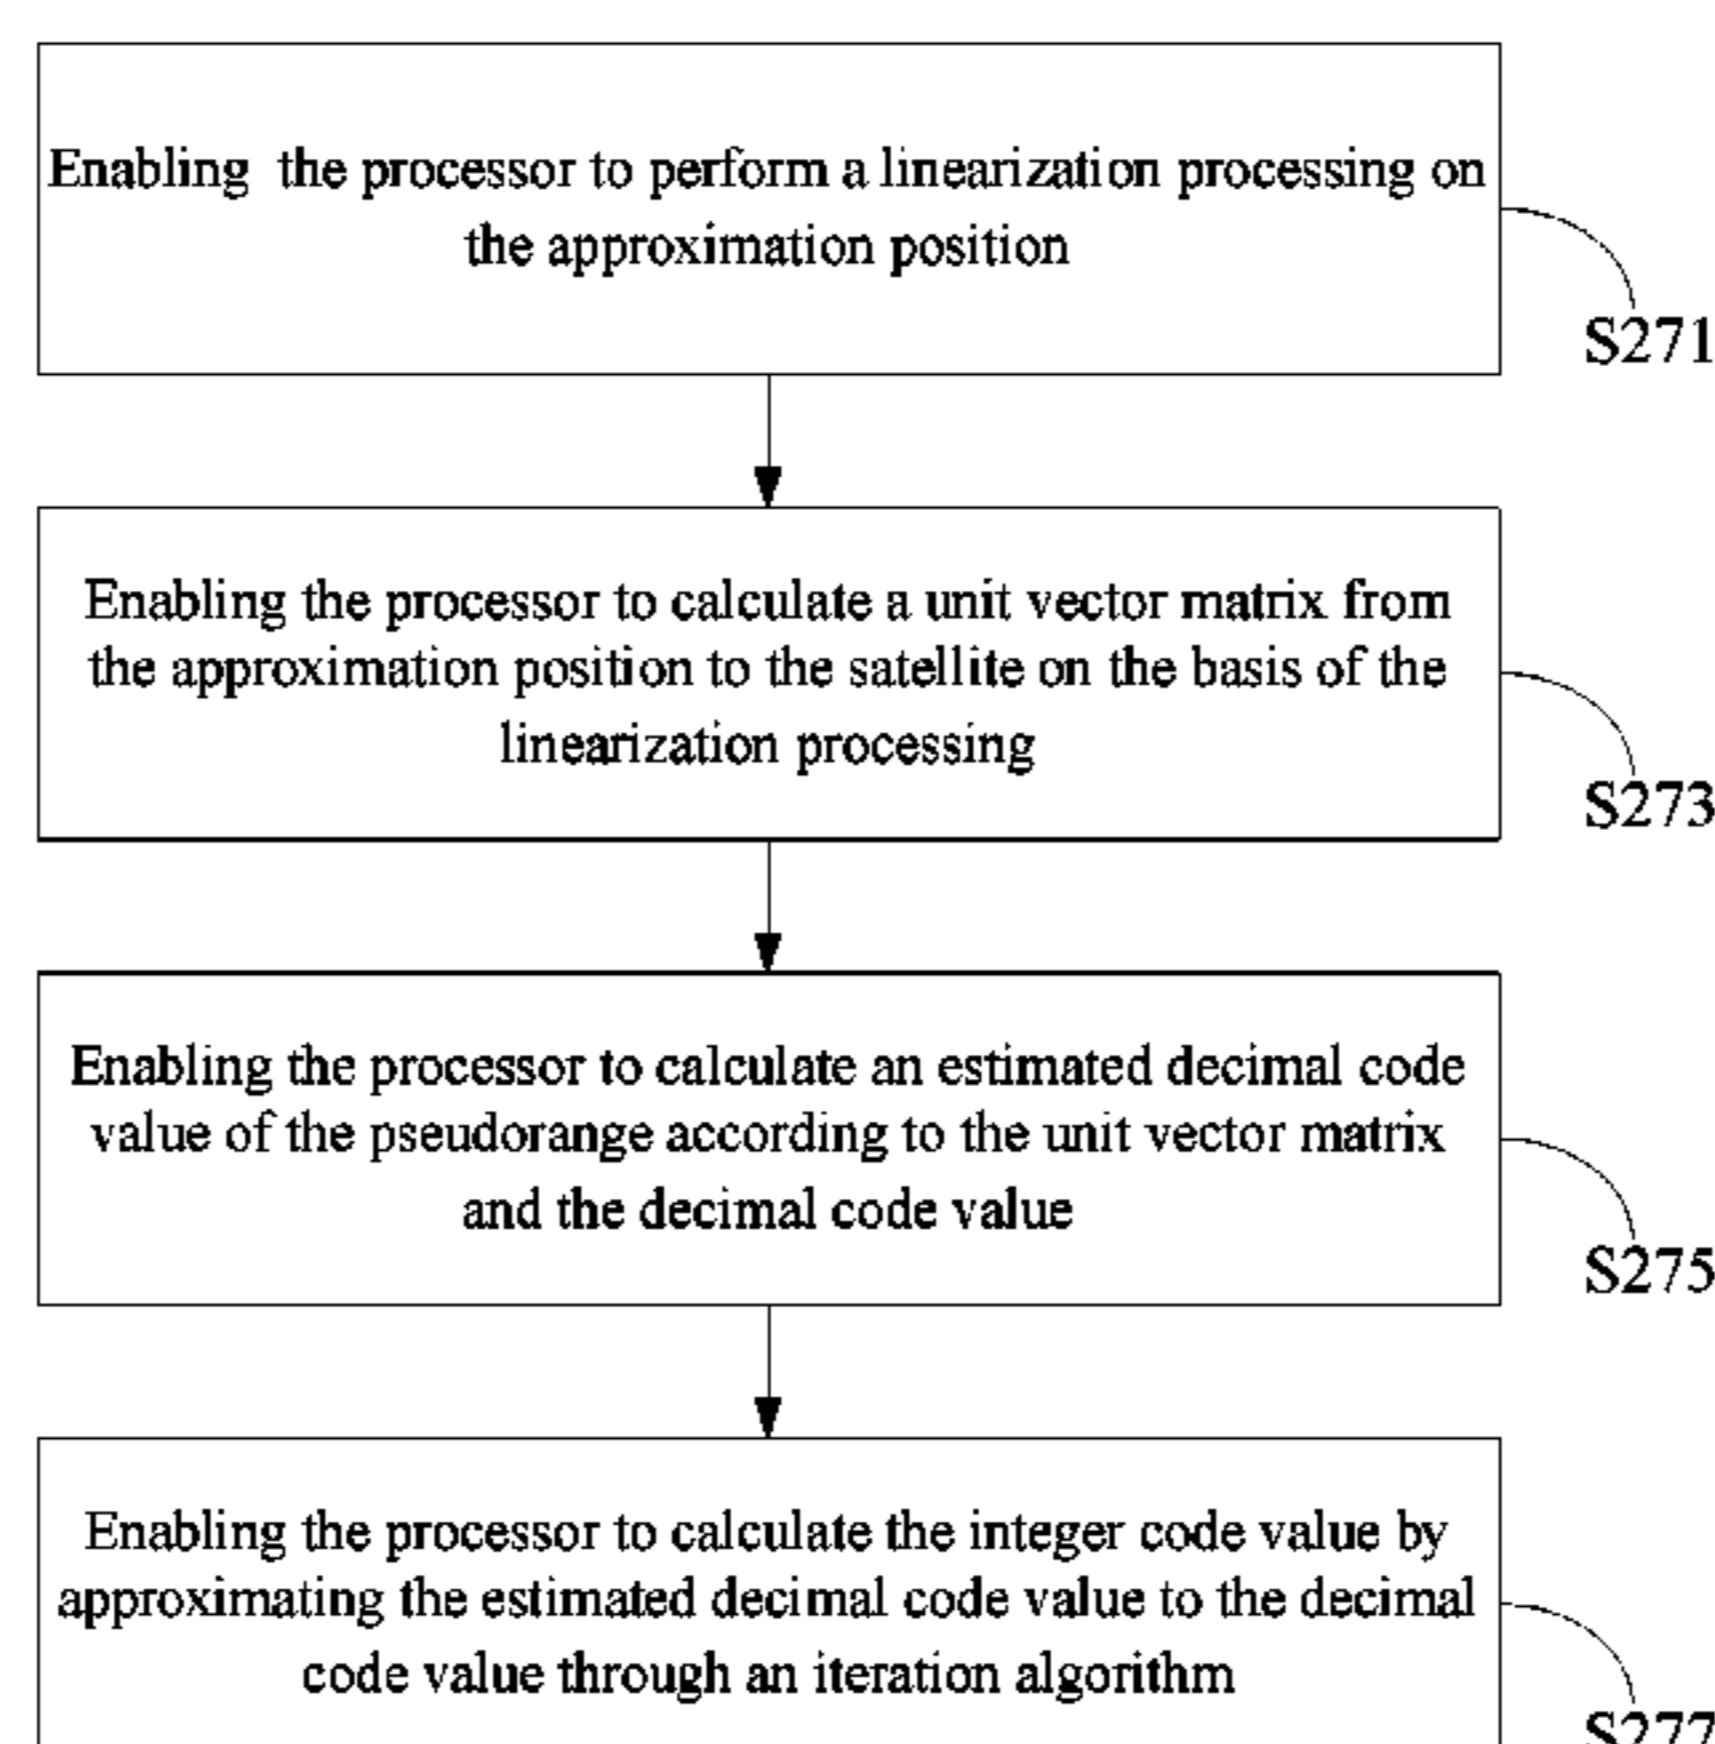 Enabling the processor to perform a linearization processing on
the approximation position
S271
Enabling the processor to calculate a unit vector matrix from
the approximation position to the satellite on the basis of the
linearization processing
S273
Enabling the processor to calculate an estimated decimal code
value of the pseudorange according to the unit vector matrix
and the decimal code value
S275
Enabling the processor to calculate the integer code value by
approximating the estimated decimal code value to the decimal
code value through an iteration algorithm
S277